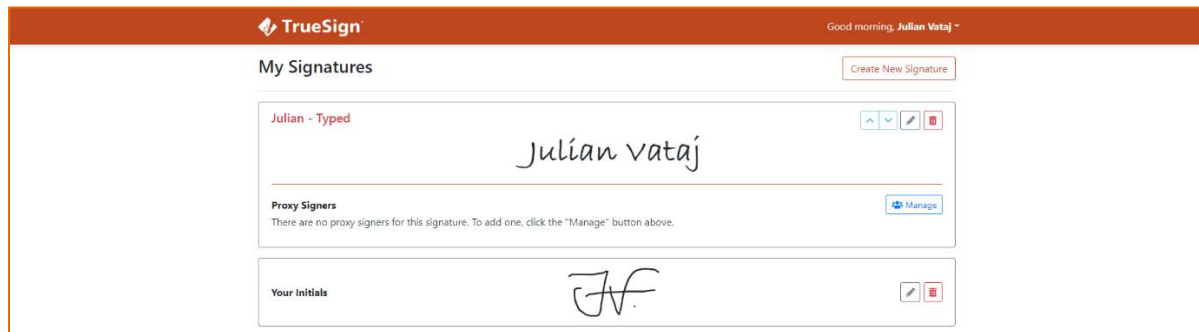 TrueSign
Good morning, Julian Vataj
My Signatures
Create New Signature
Julian - Typed
Julian Vataj
Proxy Signers
Manage
There are no proxy signers for this signature. To add one, click the "Manage" button above.
Your Initials
JV.